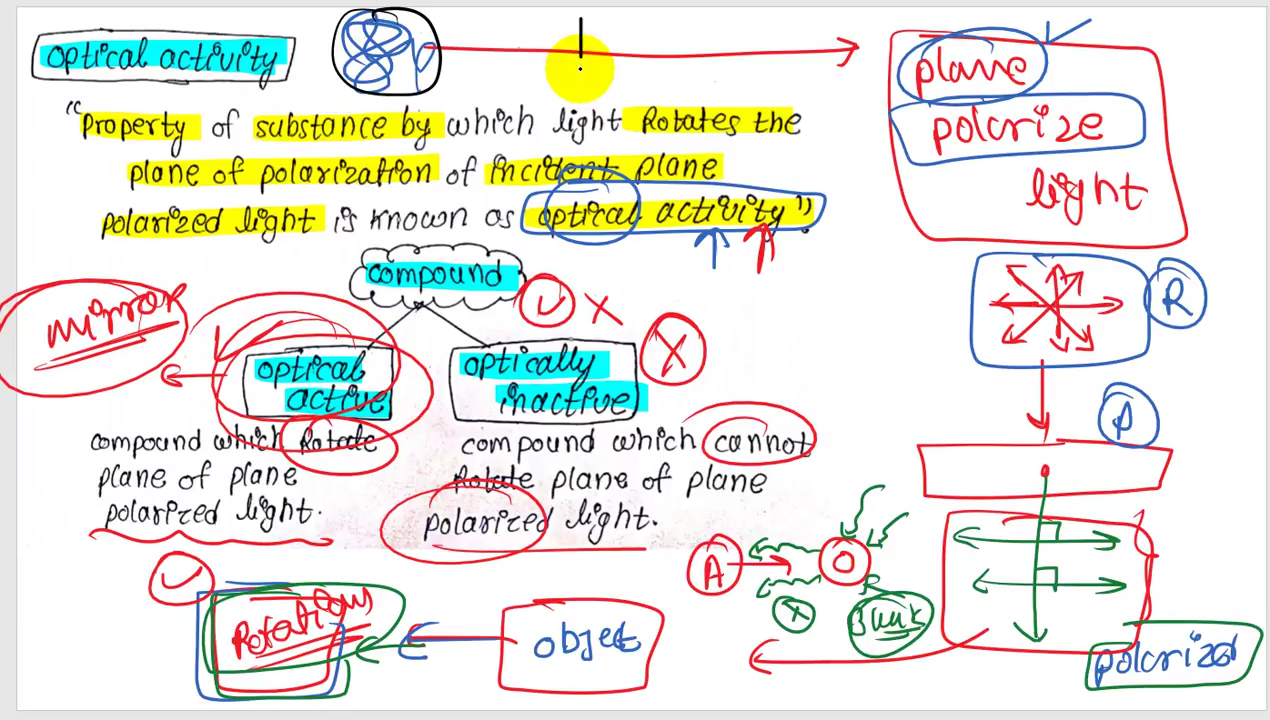 optical activity
"Property of substance by which light Rotates the
plane of polarization of incident plane
polarized light is known as optical activity".
compound
optical
active
compound which Rotate
plane of plane
polarized light.
optically
inactive
compound which cannot
Rotate plane of plane
polarized light.
mirror
plane
polarize
light
R
P
A
polarized
object
Rotation